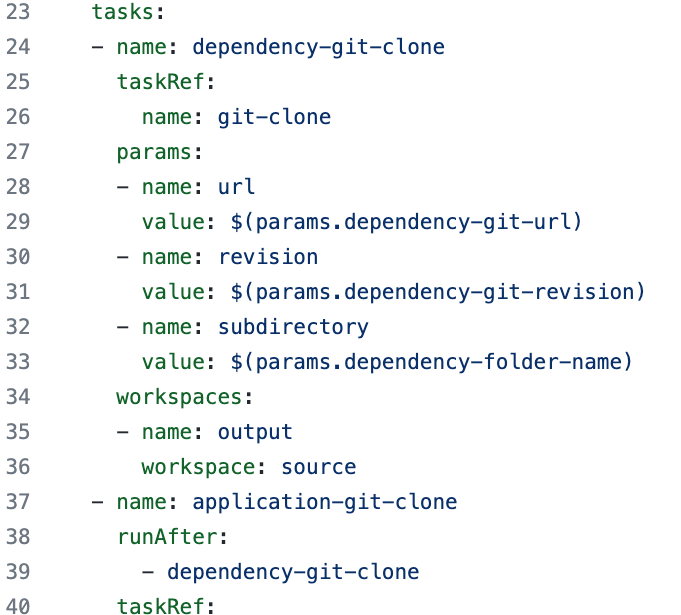 23 tasks:
24 - name: dependency-git-clone
25 taskRef:
26 name: git-clone
27 params:
28 - name: url
29 value: $(params.dependency-git-url)
30 - name: revision
31 value: $(params.dependency-git-revision)
32 - name: subdirectory
33 value: $(params.dependency-folder-name)
34 workspaces:
35 - name: output
36 workspace: source
37 - name: application-git-clone
38 runAfter:
39 - dependency-git-clone
40 taskRef: